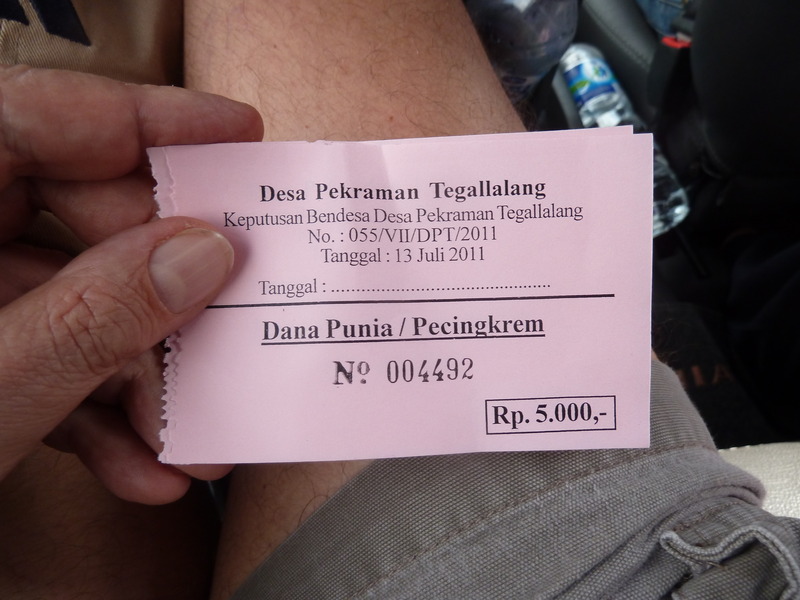 Desa Pekraman Tegallalang
Keputusan Bendesa Desa Pekraman Tegallalang
No. : 055/VII/DPT/2011
Tanggal : 13 Juli 2011
Tanggal : ............................................
Dana Punia / Pecingkrem
Nº 004492
Rp. 5.000,-